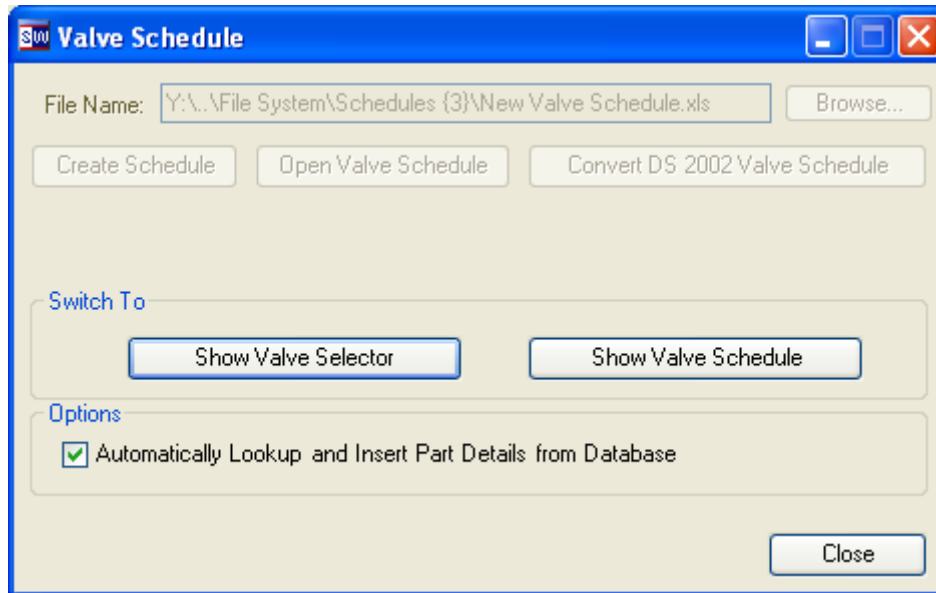 SW Valve Schedule
File Name: Y:\..\File System\Schedules {3}\New Valve Schedule.xls Browse...
Create Schedule Open Valve Schedule Convert DS 2002 Valve Schedule
Switch To
Show Valve Selector Show Valve Schedule
Options
Automatically Lookup and Insert Part Details from Database
Close